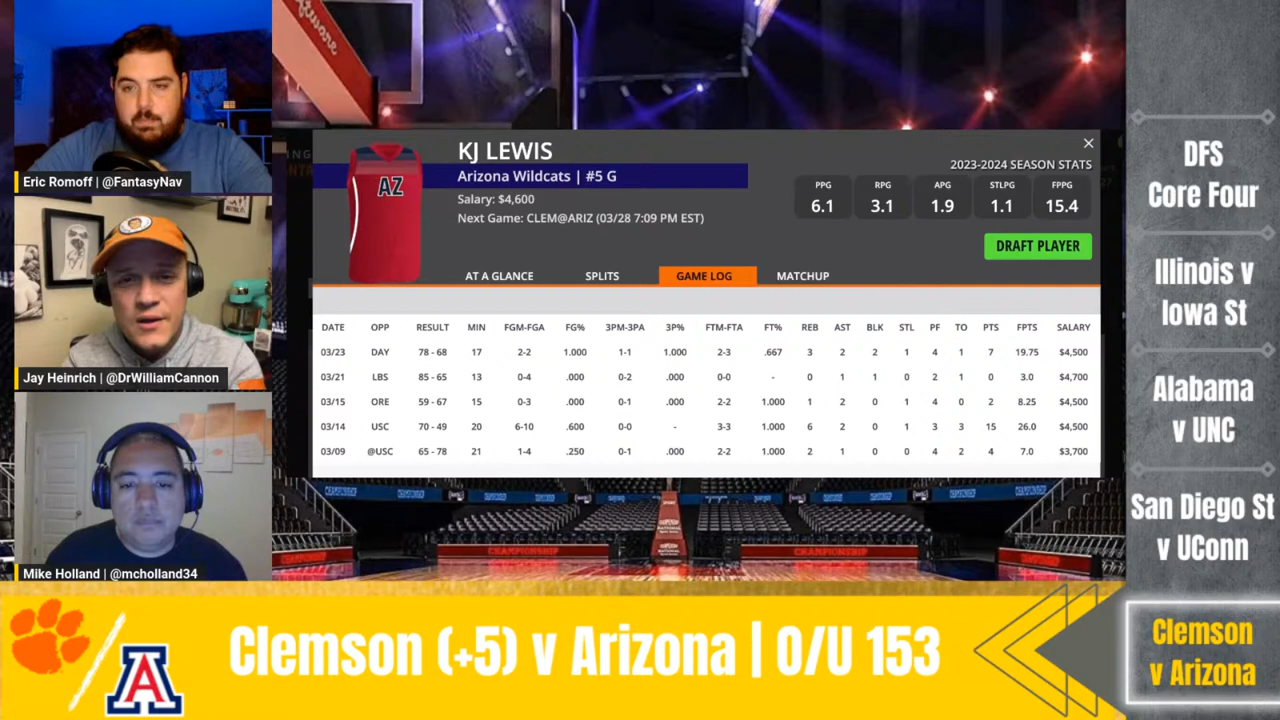 Eric Romoff | @FantasyNav
Jay Heinrich | @DrWilliamCannon
Mike Holland | @mcholland34
AZ
KJ LEWIS
Arizona Wildcats | #5 G
Salary: $4,600
Next Game: CLEM@ARIZ (03/28 7:09 PM EST)
2023-2024 SEASON STATS
PPG RPG APG STLPG FPPG
6.1 3.1 1.9 1.1 15.4
DRAFT PLAYER
AT A GLANCE SPLITS GAME LOG MATCHUP
DATE OPP RESULT MIN FGM-FGA FG% 3PM-3PA 3P% FTM-FTA FT% REB AST BLK STL PF TO PTS FPTS SALARY
03/23 DAY 78 - 68 17 2-2 1.000 1-1 1.000 2-3 .667 3 2 2 1 4 1 7 19.75 $4,500
03/21 LBS 85 - 65 13 0-4 .000 0-2 .000 0-0 - 0 1 1 0 2 1 0 3.0 $4,700
03/15 ORE 59 - 67 15 0-3 .000 0-1 .000 2-2 1.000 1 2 0 1 4 0 2 8.25 $4,500
03/14 USC 70 - 49 20 6-10 .600 0-0 - 3-3 1.000 6 2 0 1 3 3 15 26.0 $4,500
03/09 @USC 65 - 78 21 1-4 .250 0-1 .000 2-2 1.000 2 1 0 0 4 2 4 7.0 $3,700
CHAMPIONSHIP
CHAMPIONSHIP
DFS
Core Four
Illinois v
Iowa St
Alabama
v UNC
San Diego St
v UConn
Clemson
v Arizona
A
Clemson (+5) v Arizona | O/U 153